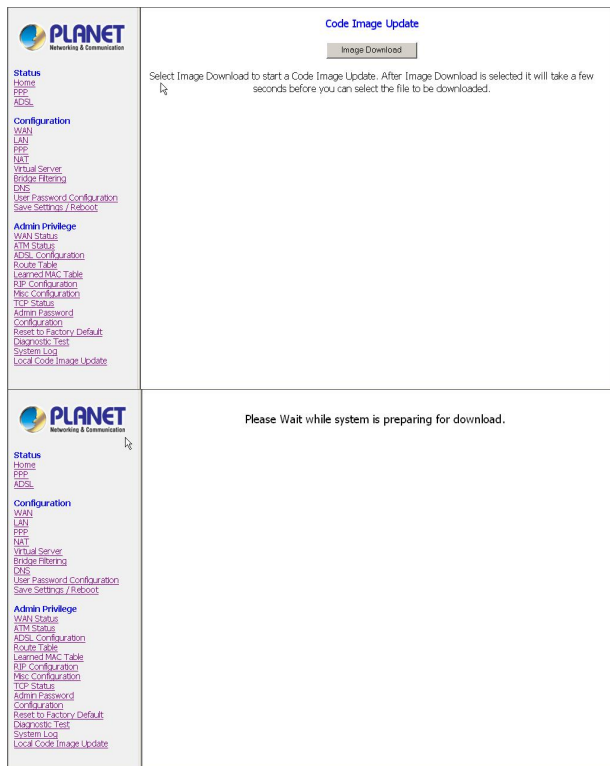 PLANET
Networking & Communication
Status
Home
PPP
ADSL
Configuration
WAN
LAN
PPP
NAT
Virtual Server
Bridge Filtering
DNS
User Password Configuration
Save Settings / Reboot
Admin Privilege
WAN Status
ATM Status
ADSL Configuration
Route Table
Learned MAC Table
RIP Configuration
Misc Configuration
TCP Status
Admin Password
Configuration
Reset to Factory Default
Diagnostic Test
System Log
Local Code Image Update
Code Image Update
Image Download
Select Image Download to start a Code Image Update. After Image Download is selected it will take a few
seconds before you can select the file to be downloaded.
PLANET
Networking & Communication
Status
Home
PPP
ADSL
Configuration
WAN
LAN
PPP
NAT
Virtual Server
Bridge Filtering
DNS
User Password Configuration
Save Settings / Reboot
Admin Privilege
WAN Status
ATM Status
ADSL Configuration
Route Table
Learned MAC Table
RIP Configuration
Misc Configuration
TCP Status
Admin Password
Configuration
Reset to Factory Default
Diagnostic Test
System Log
Local Code Image Update
Please Wait while system is preparing for download.